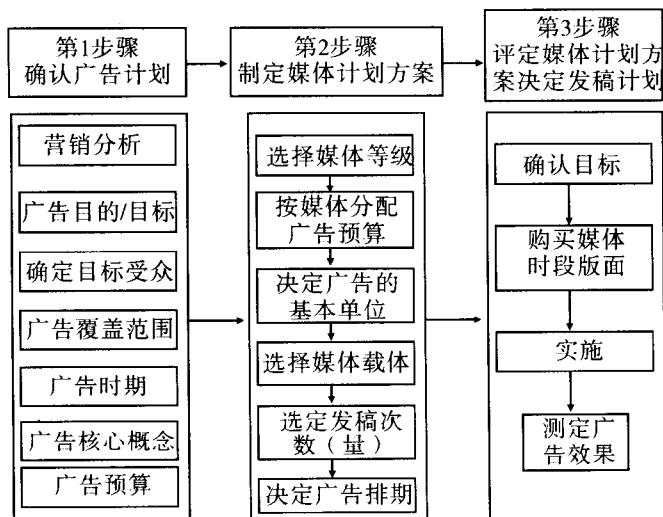 第1步骤
确认广告计划
第2步骤
制定媒体计划方案
第3步骤
评定媒体计划方
案决定发稿计划
营销分析
广告目的/目标
确定目标受众
广告覆盖范围
广告时期
广告核心概念
广告预算
选择媒体等级
按媒体分配
广告预算
决定广告的
基本单位
选择媒体载体
选定发稿次
数（量）
决定广告排期
确认目标
购买媒体
时段版面
实施
测定广
告效果